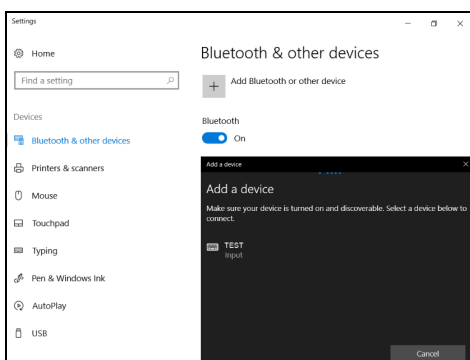 Settings
Home
Find a setting
Devices
Bluetooth & other devices
Printers & scanners
Mouse
Touchpad
Typing
Pen & Windows Ink
AutoPlay
USB
Bluetooth & other devices
Add Bluetooth or other device
Bluetooth
On
Add a device
Add a device
Make sure your device is turned on and discoverable. Select a device below to
connect.
TEST
Input
Cancel